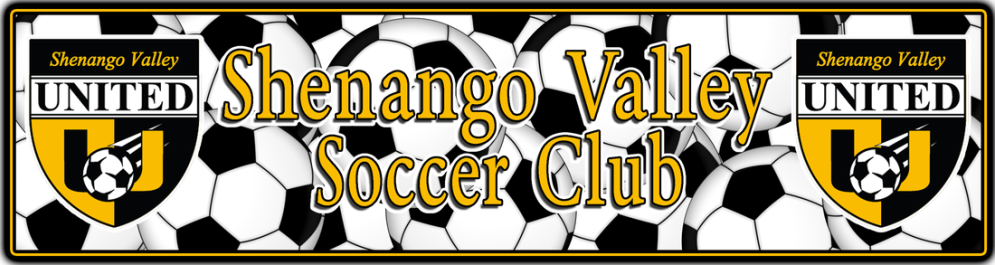 Shenango Valley
UNITED
U
Shenango Valley
Soccer Club
Shenango Valley
UNITED
U